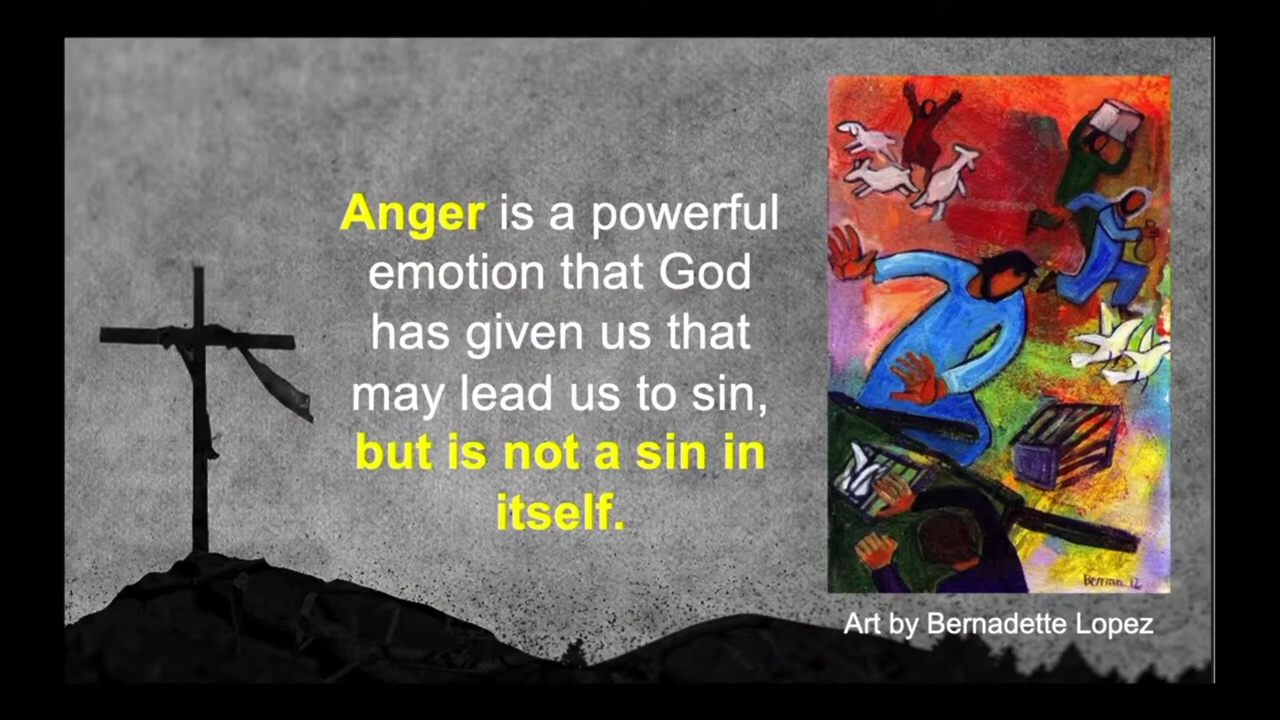 Anger is a powerful
emotion that God
has given us that
may lead us to sin,
but is not a sin in
itself.
Berna 12
Art by Bernadette Lopez